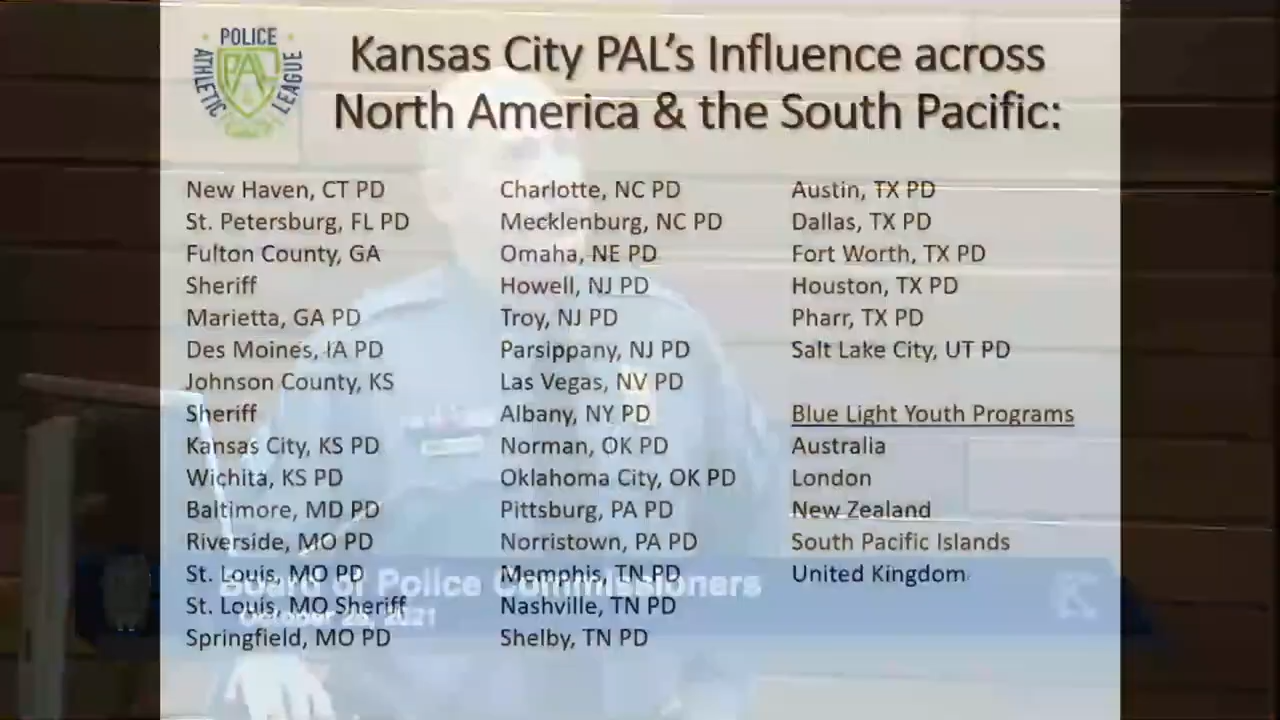 POLICE
ATHLETIC
LEAGUE
PAL
Kansas City PAL's Influence across
North America & the South Pacific:
New Haven, CT PD
St. Petersburg, FL PD
Fulton County, GA
Sheriff
Marietta, GA PD
Des Moines, IA PD
Johnson County, KS
Sheriff
Kansas City, KS PD
Wichita, KS PD
Baltimore, MD PD
Riverside, MO PD
St. Louis, MO PD
St. Louis, MO Sheriff
Springfield, MO PD
Charlotte, NC PD
Mecklenburg, NC PD
Omaha, NE PD
Howell, NJ PD
Troy, NJ PD
Parsippany, NJ PD
Las Vegas, NV PD
Albany, NY PD
Norman, OK PD
Oklahoma City, OK PD
Pittsburg, PA PD
Norristown, PA PD
Memphis, TN PD
Nashville, TN PD
Shelby, TN PD
Austin, TX PD
Dallas, TX PD
Fort Worth, TX PD
Houston, TX PD
Pharr, TX PD
Salt Lake City, UT PD
Blue Light Youth Programs
Australia
London
New Zealand
South Pacific Islands
United Kingdom
Board of Police Commissioners
October 2021